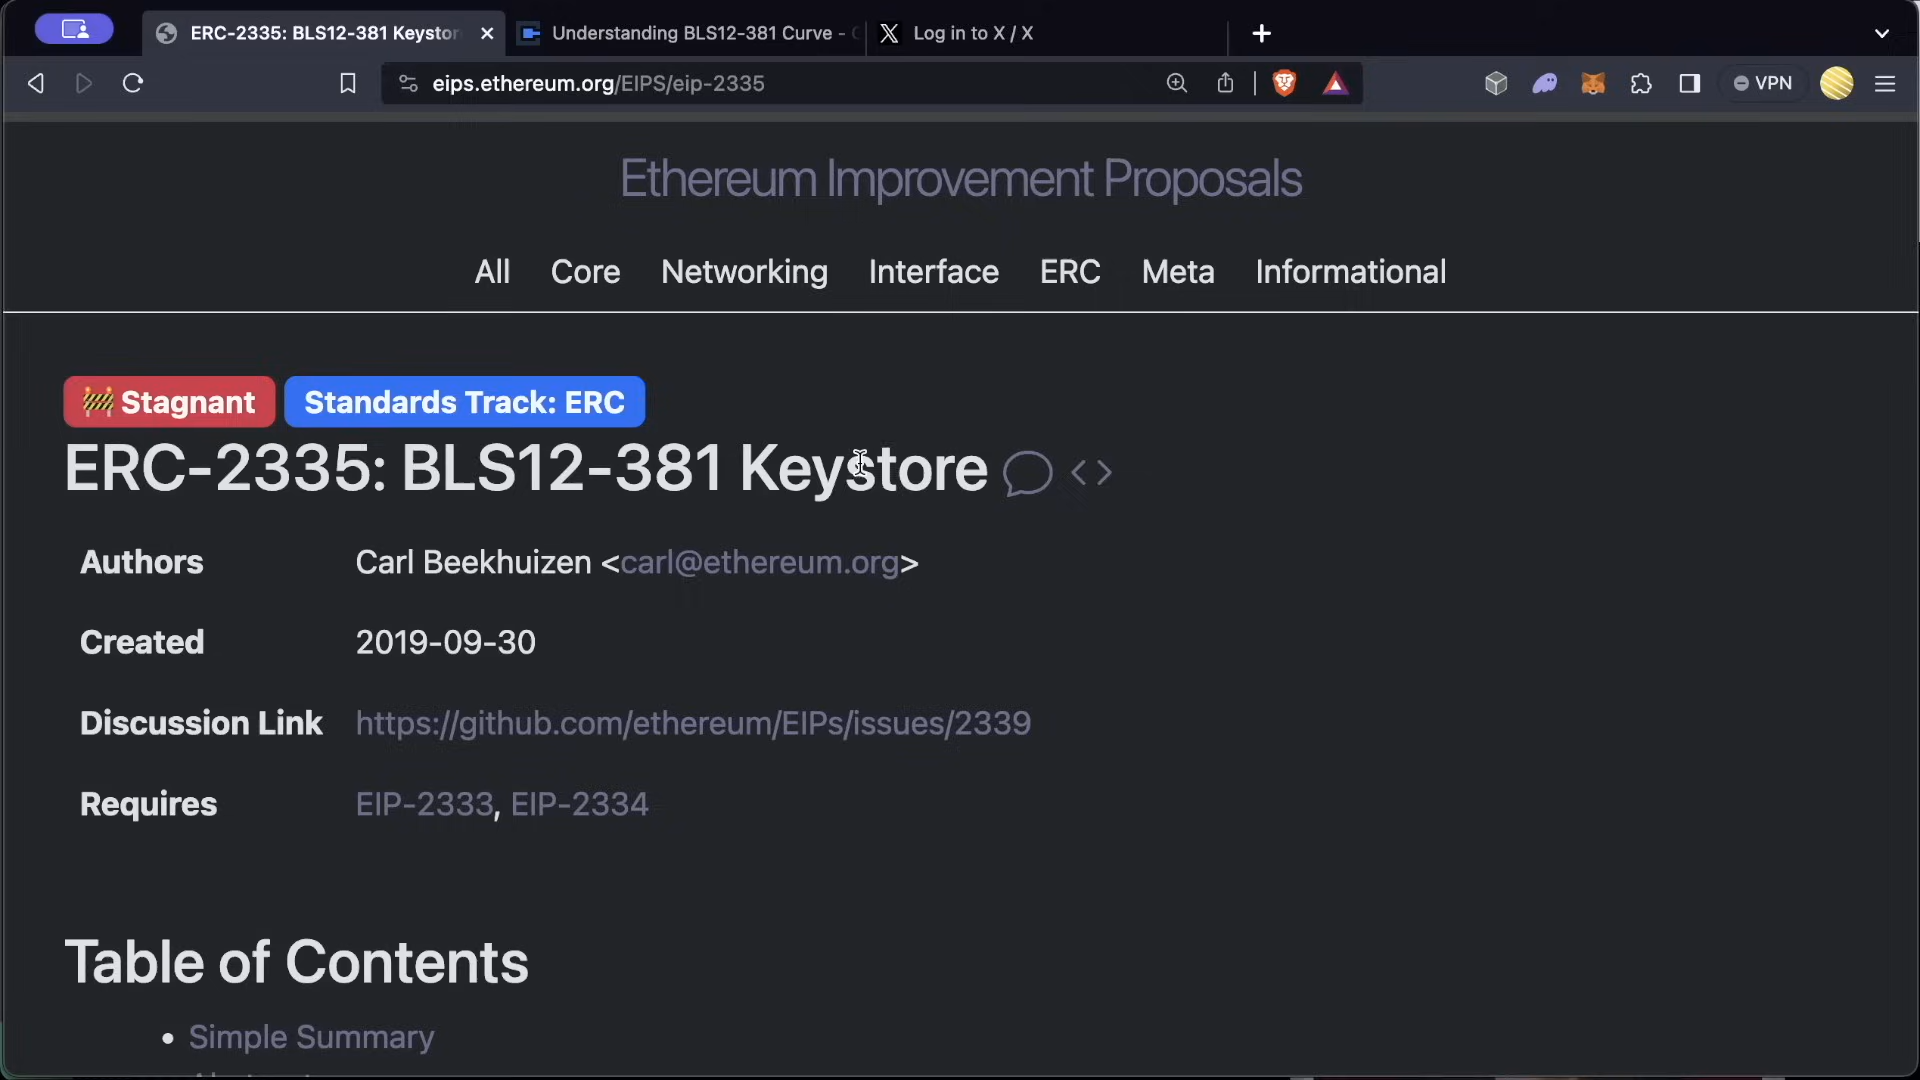 ERC-2335: BLS12-381 Keystor
Understanding BLS12-381 Curve -
Log in to X / X
eips.ethereum.org/EIPS/eip-2335
VPN
Ethereum Improvement Proposals
All Core Networking Interface ERC Meta Informational
🚧 Stagnant Standards Track: ERC
ERC-2335: BLS12-381 Keystore
Authors Carl Beekhuizen <carl@ethereum.org>
Created 2019-09-30
Discussion Link https://github.com/ethereum/EIPs/issues/2339
Requires EIP-2333, EIP-2334
Table of Contents
• Simple Summary